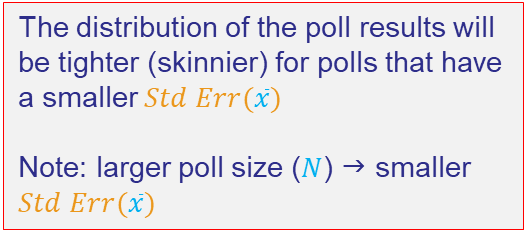 The distribution of the poll results will
be tighter (skinnier) for polls that have
a smaller Std Err(x̄)
Note: larger poll size (N) → smaller
Std Err(x̄)